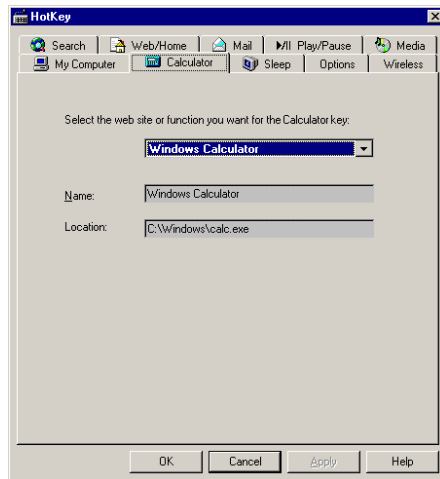 HotKey
Search Web/Home Mail Play/Pause Media
My Computer Calculator Sleep Options Wireless
Select the web site or function you want for the Calculator key:
Windows Calculator
Name: Windows Calculator
Location: C:\Windows\calc.exe
OK Cancel Apply Help